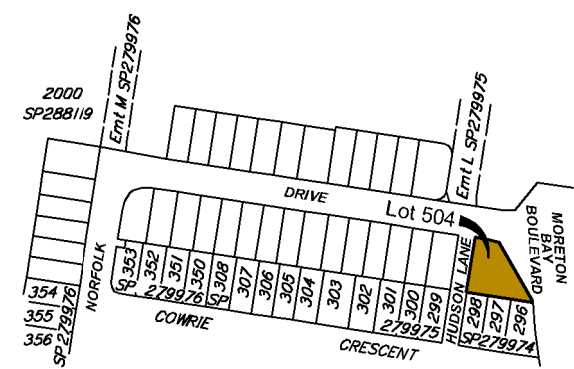 2000
SP288119
Emt M SP279976
Emt L SP279975
DRIVE
Lot 504
MORETON
BAY
BOULEVARD
NORFOLK
HUDSON LANE
353
352
351
350
308
307
306
305
304
303
302
301
300
299
298
297
296
SP 279976
SP 279975
SP279974
354
355
356
SP279976
COWRIE
CRESCENT